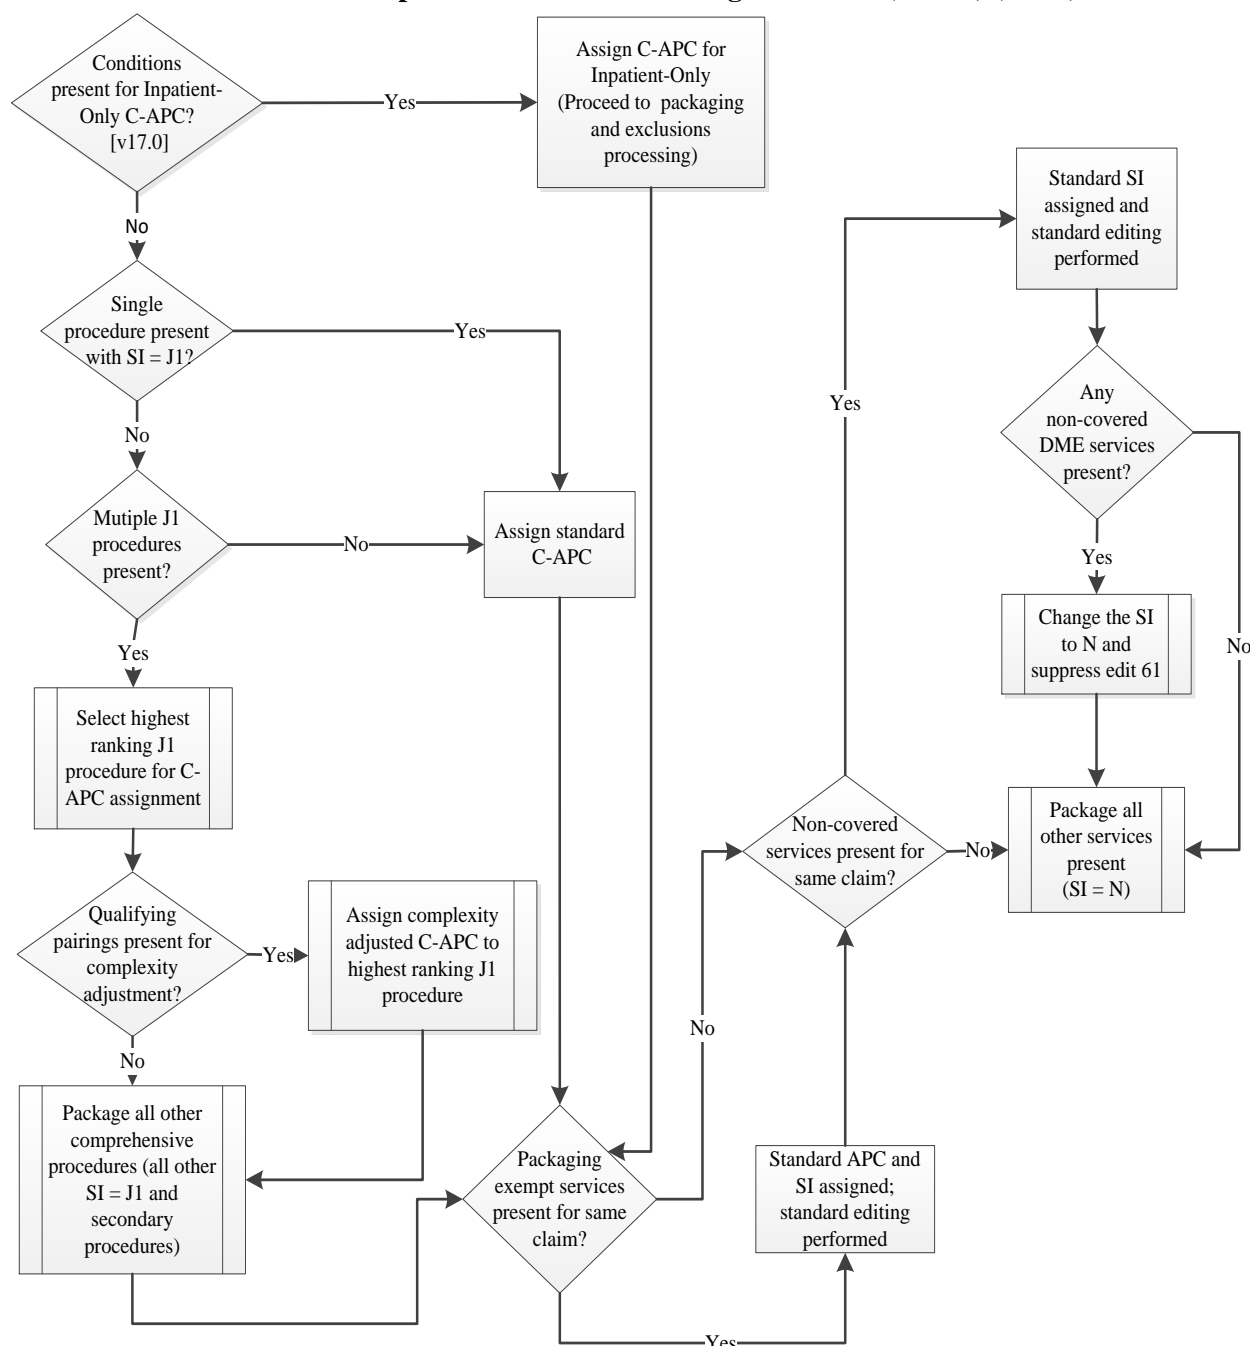 Conditions
present for Inpatient-
Only C-APC?
[v17.0]
Yes
Assign C-APC for
Inpatient-Only
(Proceed to packaging
and exclusions
processing)
No
Single
procedure present
with SI = J1?
Yes
No
Mutiple J1
procedures
present?
No
Assign standard
C-APC
Yes
Select highest
ranking J1
procedure for C-
APC assignment
Qualifying
pairings present for
complexity
adjustment?
Yes
Assign complexity
adjusted C-APC to
highest ranking J1
procedure
No
Package all other
comprehensive
procedures (all other
SI = J1 and
secondary
procedures)
Packaging
exempt services
present for same
claim?
No
Yes
Standard APC and
SI assigned;
standard editing
performed
Non-covered
services present for
same claim?
No
Yes
Standard SI
assigned and
standard editing
performed
Any
non-covered
DME services
present?
Yes
No
Change the SI
to N and
suppress edit 61
Package all
other services
present
(SI = N)